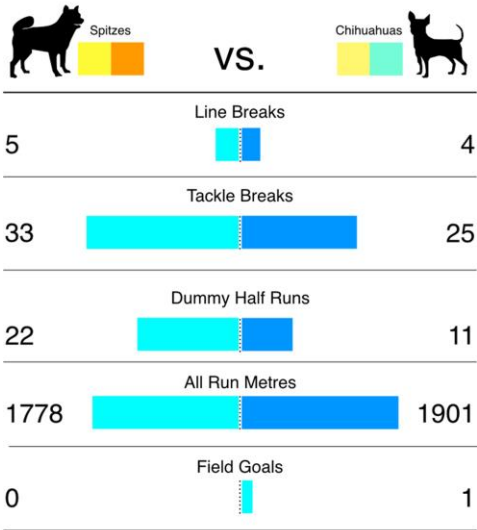 Spitzes
vs.
Chihuahuas
Line Breaks
5
4
Tackle Breaks
33
25
Dummy Half Runs
22
11
All Run Metres
1778
1901
Field Goals
0
1